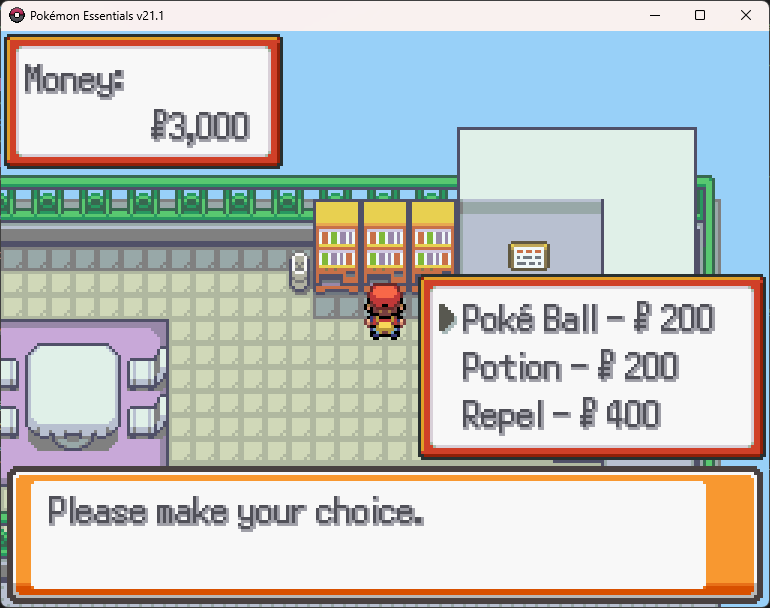 Pokémon Essentials v21.1
Money:
₽3,000
Poké Ball – ₽ 200
Potion – ₽ 200
Repel – ₽ 400
Please make your choice.